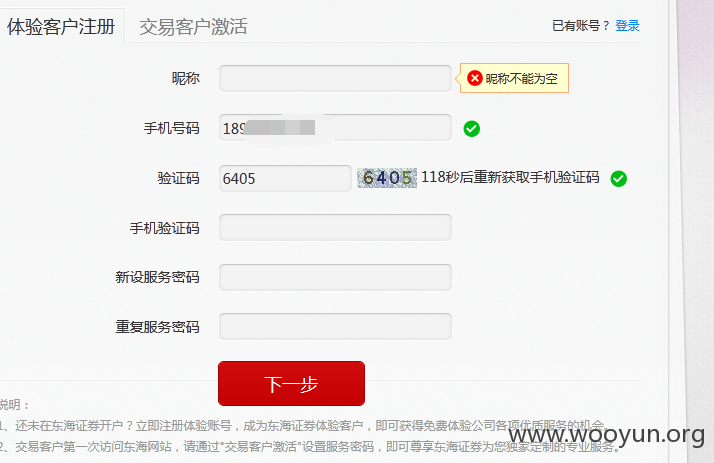 体验客户注册 交易客户激活 已有账号？ 登录
昵称 昵称不能为空
手机号码 189
验证码 6405 6405 118秒后重新获取手机验证码
手机验证码
新设服务密码
重复服务密码
下一步
说明：
1、还未在东海证券开户？立即注册体验账号，成为东海证券体验客户，即可获得免费体验公司各项优质服务的机会。
2、交易客户第一次访问东海网站，请通过"交易客户激活"设置服务密码，即可尊享东海证券为您独家定制的专业服务。
www.wooyun.org